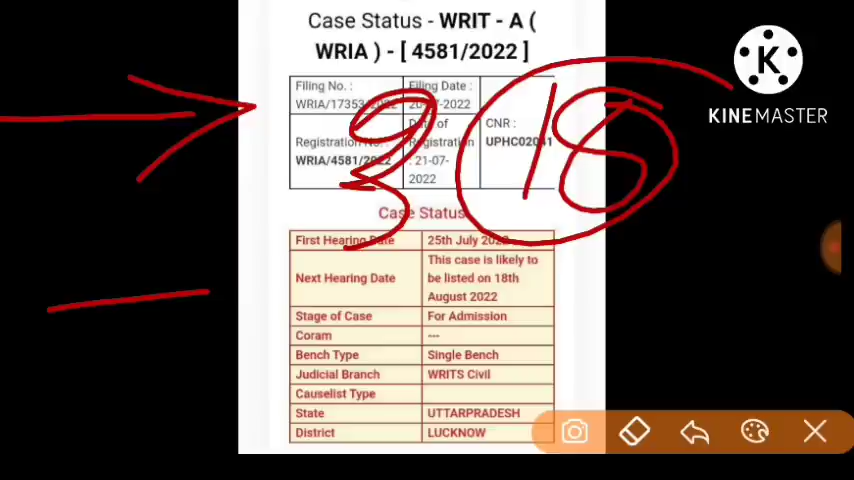 Case Status - WRIT - A (
WRIA ) - [ 4581/2022 ]
KINEMASTER
Filing No. :
WRIA/17353/2022
Filing Date :
CNR :
UPHC02041
Registration No. :
WRIA/4581/2022
Date of
Registration
: 21-07-
2022
18
Case Status
First Hearing Date
25th July 2022
Next Hearing Date
This case is likely to
be listed on 18th
August 2022
Stage of Case
For Admission
Coram
---
Bench Type
Single Bench
Judicial Branch
WRITS Civil
Causelist Type
State
UTTARPRADESH
District
LUCKNOW